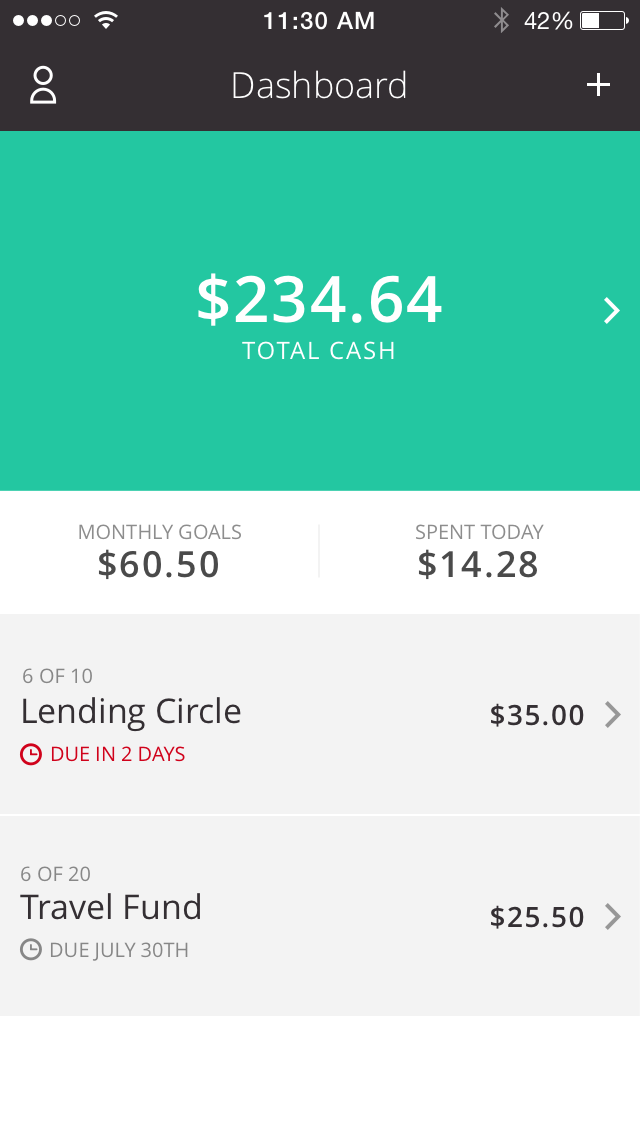 11:30 AM
42%
Dashboard
$234.64
TOTAL CASH
MONTHLY GOALS
$60.50
SPENT TODAY
$14.28
6 OF 10
Lending Circle
$35.00
DUE IN 2 DAYS
6 OF 20
Travel Fund
$25.50
DUE JULY 30TH